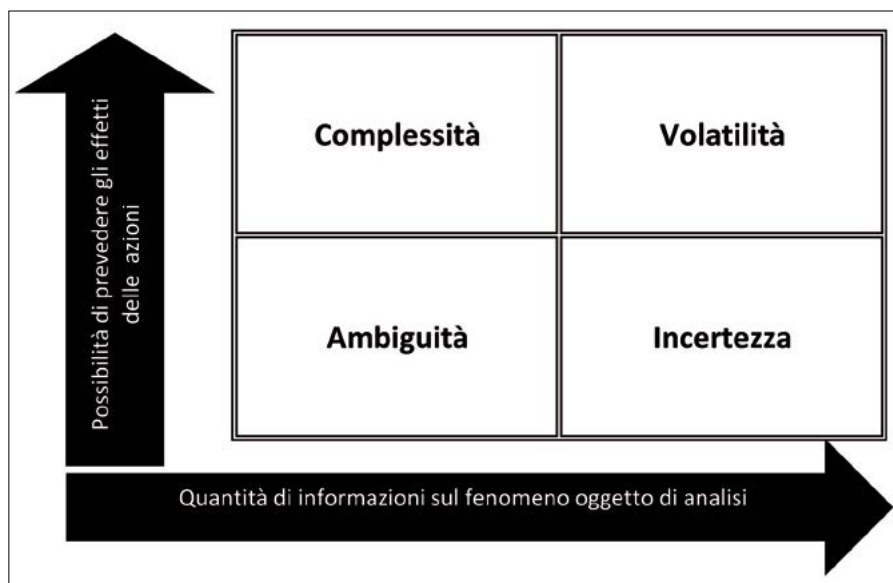 Possibilità di prevedere gli effetti
delle azioni
Complessità
Volatilità
Ambiguità
Incertezza
Quantità di informazioni sul fenomeno oggetto di analisi